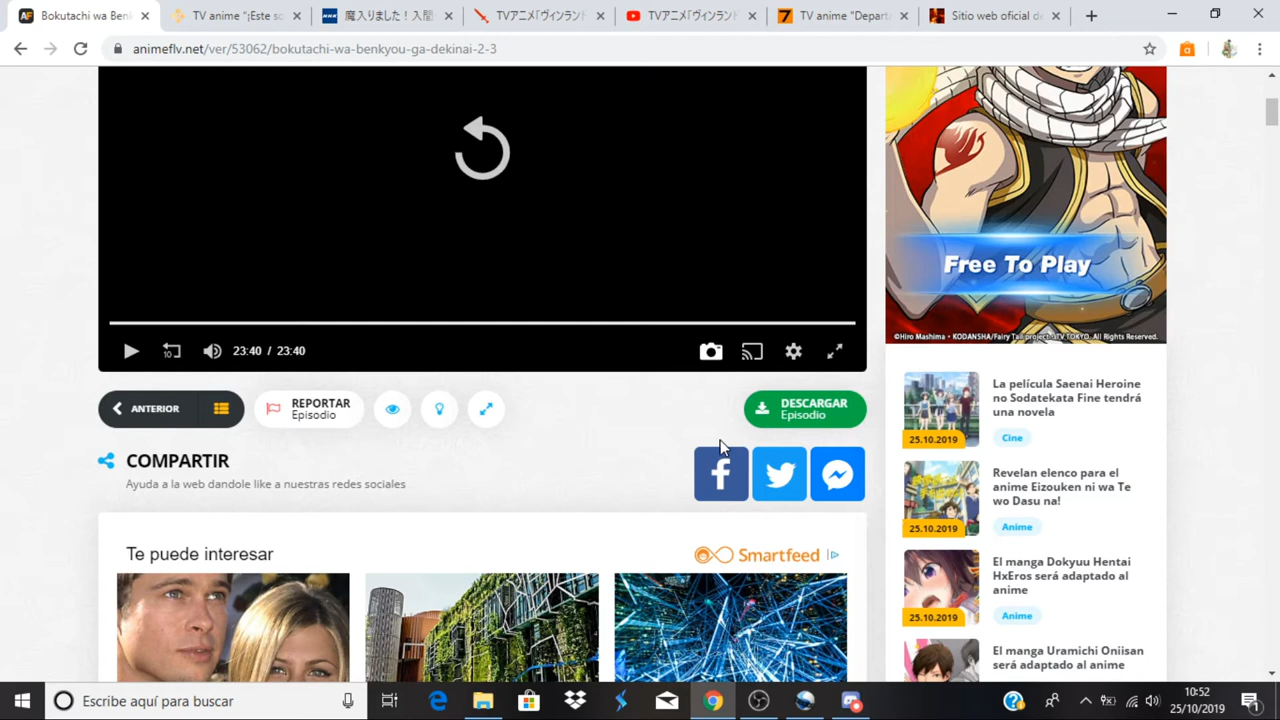 Bokutachi wa Ben
TV anime "¡Este so
魔入りました！入間
TVアニメ「ヴィンランド
TVアニメ「ヴィンラン
TV anime "Depart
Sitio web oficial de
animeflv.net/ver/53062/bokutachi-wa-benkyou-ga-dekinai-2-3
10
23:40 / 23:40
Free To Play
©Hiro Mashima・KODANSHA/Fairy Tail project・TV TOKYO. All Rights Reserved.
ANTERIOR
REPORTAR
Episodio
DESCARGAR
Episodio
COMPARTIR
Ayuda a la web dandole like a nuestras redes sociales
Te puede interesar
Smartfeed
La película Saenai Heroine
no Sodatekata Fine tendrá
una novela
25.10.2019
Cine
Revelan elenco para el
anime Eizouken ni wa Te
wo Dasu na!
25.10.2019
Anime
El manga Dokyuu Hentai
HxEros será adaptado al
anime
25.10.2019
Anime
El manga Uramichi Oniisan
será adaptado al anime
Escribe aquí para buscar
10:52
25/10/2019
1